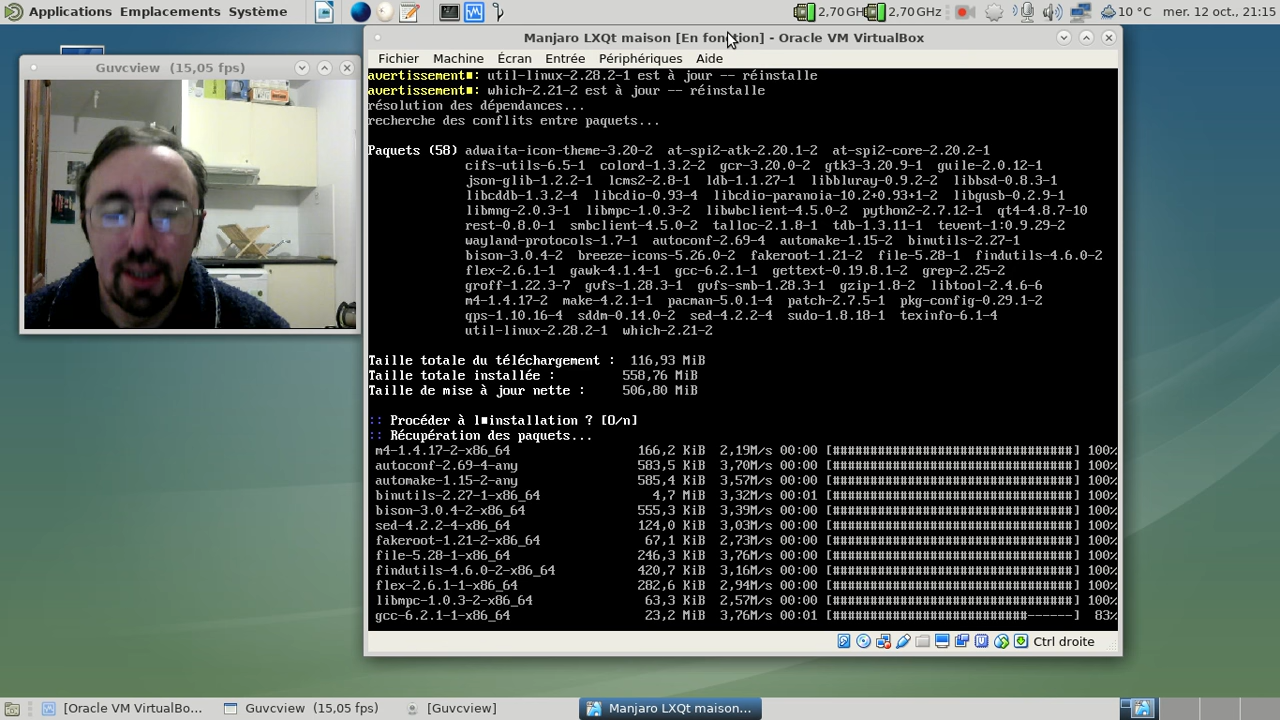 Applications Emplacements Système
2,70 GH 2,70 GHz
10 °C mer. 12 oct., 21:15
Guvcview (15,05 fps)
Manjaro LXQt maison [En fonction] - Oracle VM VirtualBox
Fichier Machine Écran Entrée Périphériques Aide
avertissement■: util-linux-2.28.2-1 est à jour -- réinstalle
avertissement■: which-2.21-2 est à jour -- réinstalle
résolution des dépendances...
recherche des conflits entre paquets...
Paquets (58) adwaita-icon-theme-3.20-2 at-spi2-atk-2.20.1-2 at-spi2-core-2.20.2-1
cifs-utils-6.5-1 colord-1.3.2-2 gcr-3.20.0-2 gtk3-3.20.9-1 guile-2.0.12-1
json-glib-1.2.2-1 lcms2-2.8-1 ldb-1.1.27-1 libbluray-0.9.2-2 libbsd-0.8.3-1
libcddb-1.3.2-4 libcdio-0.93-4 libcdio-paranoia-10.2+0.93+1-2 libgusb-0.2.9-1
libmng-2.0.3-1 libmpc-1.0.3-2 libwbclient-4.5.0-2 python2-2.7.12-1 qt4-4.8.7-10
rest-0.8.0-1 smbclient-4.5.0-2 talloc-2.1.8-1 tdb-1.3.11-1 tevent-1:0.9.29-2
wayland-protocols-1.7-1 autoconf-2.69-4 automake-1.15-2 binutils-2.27-1
bison-3.0.4-2 breeze-icons-5.26.0-2 fakeroot-1.21-2 file-5.28-1 findutils-4.6.0-2
flex-2.6.1-1 gawk-4.1.4-1 gcc-6.2.1-1 gettext-0.19.8.1-2 grep-2.25-2
groff-1.22.3-7 gvfs-1.28.3-1 gvfs-smb-1.28.3-1 gzip-1.8-2 libtool-2.4.6-6
m4-1.4.17-2 make-4.2.1-1 pacman-5.0.1-4 patch-2.7.5-1 pkg-config-0.29.1-2
qps-1.10.16-4 sddm-0.14.0-2 sed-4.2.2-4 sudo-1.8.18-1 texinfo-6.1-4
util-linux-2.28.2-1 which-2.21-2
Taille totale du téléchargement : 116,93 MiB
Taille totale installée : 558,76 MiB
Taille de mise à jour nette : 506,80 MiB
:: Procéder à l■installation ? [O/n]
:: Récupération des paquets...
m4-1.4.17-2-x86_64 166,2 KiB 2,19M/s 00:00 [################################] 100%
autoconf-2.69-4-any 583,5 KiB 3,70M/s 00:00 [################################] 100%
automake-1.15-2-any 585,4 KiB 3,57M/s 00:00 [################################] 100%
binutils-2.27-1-x86_64 4,7 MiB 3,32M/s 00:01 [################################] 100%
bison-3.0.4-2-x86_64 555,3 KiB 3,39M/s 00:00 [################################] 100%
sed-4.2.2-4-x86_64 124,0 KiB 3,03M/s 00:00 [################################] 100%
fakeroot-1.21-2-x86_64 67,1 KiB 2,73M/s 00:00 [################################] 100%
file-5.28-1-x86_64 246,3 KiB 3,76M/s 00:00 [################################] 100%
findutils-4.6.0-2-x86_64 420,7 KiB 3,16M/s 00:00 [################################] 100%
flex-2.6.1-1-x86_64 282,6 KiB 2,94M/s 00:00 [################################] 100%
libmpc-1.0.3-2-x86_64 63,3 KiB 2,57M/s 00:00 [################################] 100%
gcc-6.2.1-1-x86_64 23,2 MiB 3,76M/s 00:01 [##########################------] 83%
Ctrl droite
[Oracle VM VirtualBo... Guvcview (15,05 fps) [Guvcview] Manjaro LXQt maison...